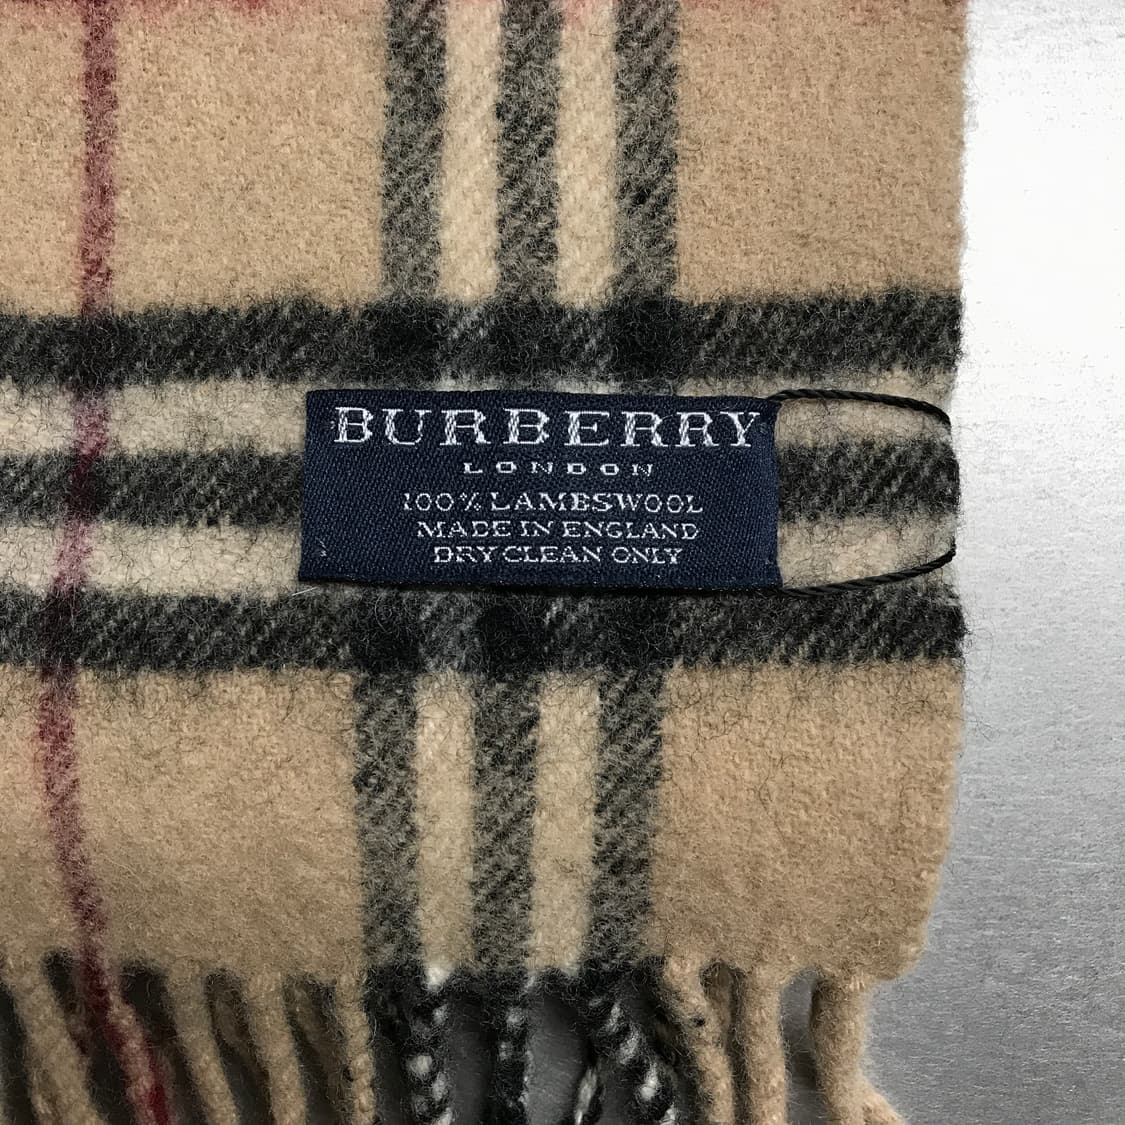 BURBERRY
LONDON
100% LAMBSWOOL
MADE IN ENGLAND
DRY CLEAN ONLY